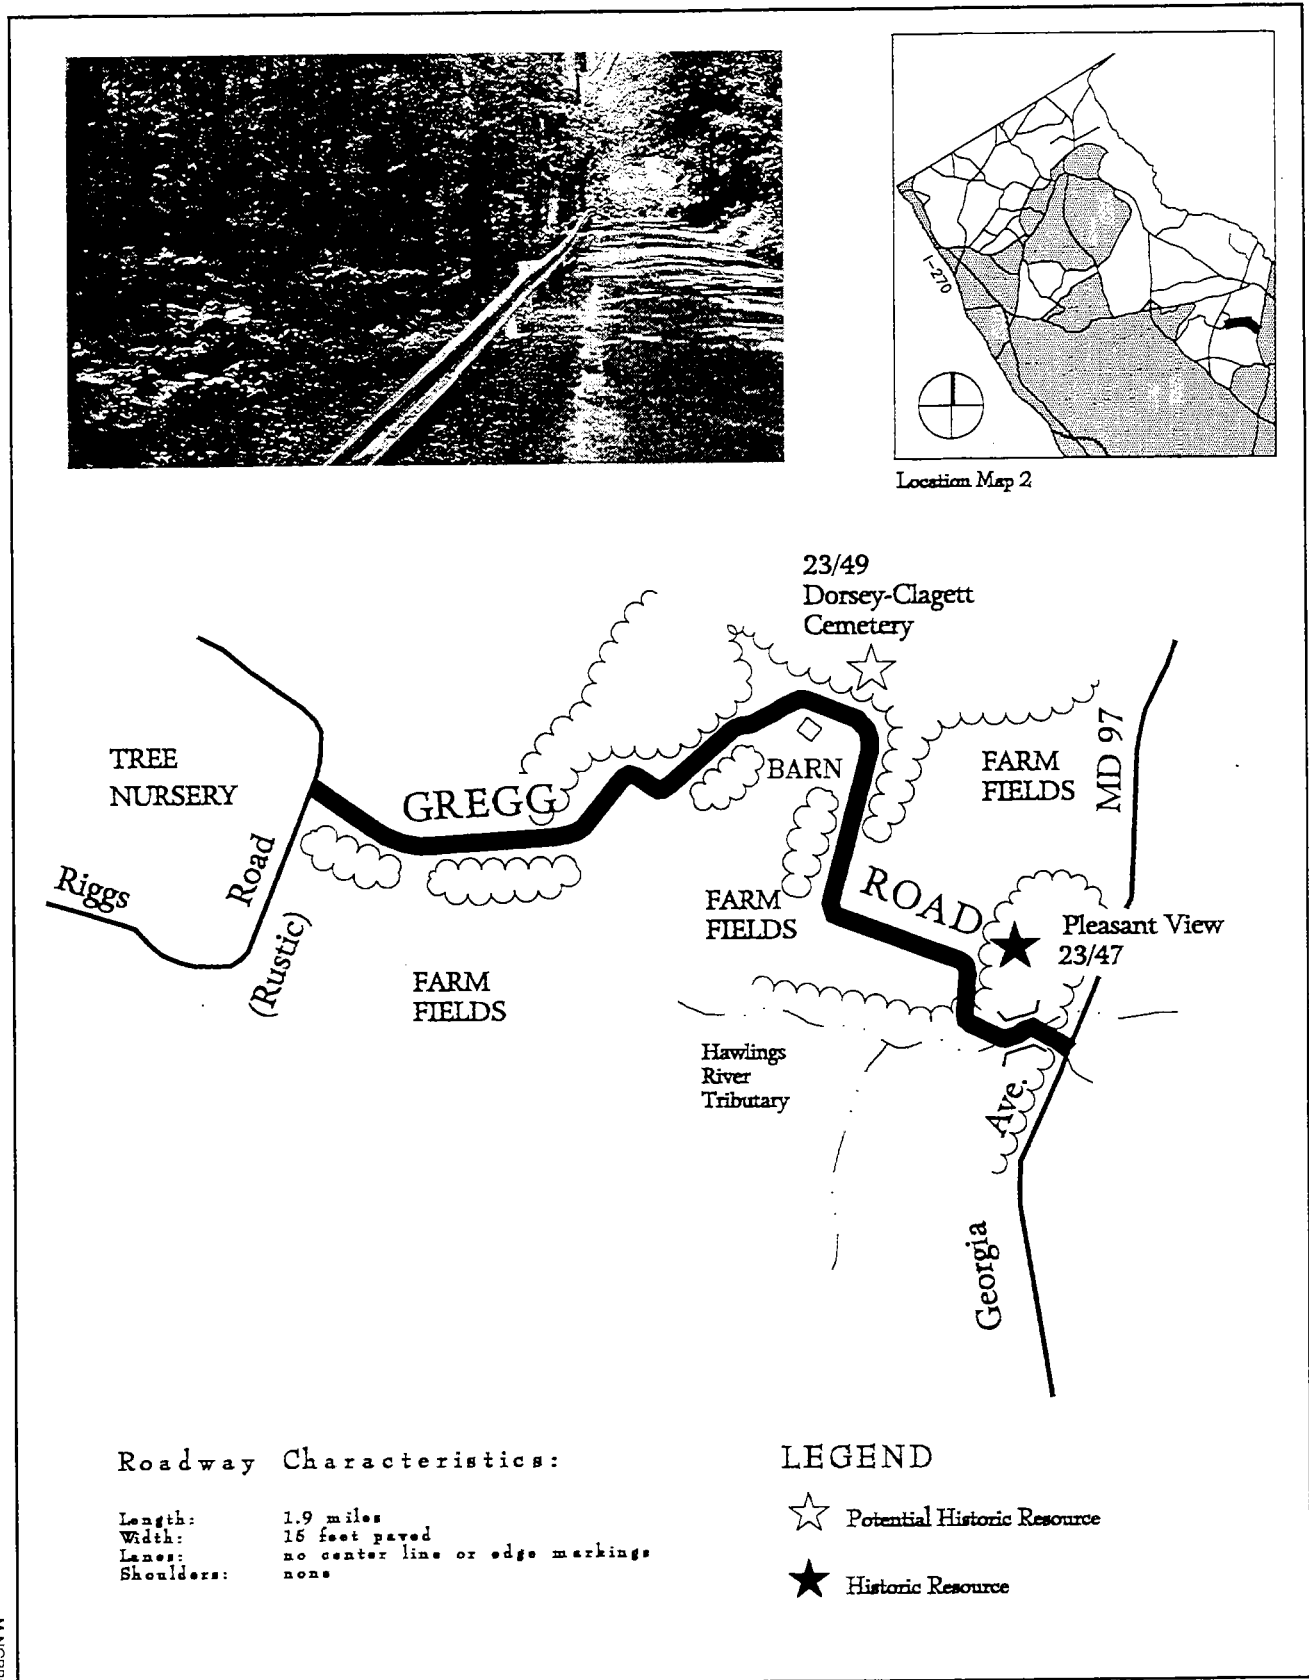 I-270
Location Map 2
23/49
Dorsey-Clagett
Cemetery
TREE
NURSERY
GREGG
BARN
FARM
FIELDS
MD 97
Riggs
Road
(Rustic)
FARM
FIELDS
ROAD
Pleasant View
23/47
FARM
FIELDS
Hawlings
River
Tributary
Ave.
Georgia
Roadway Characteristics:
Length: 1.9 miles
Width: 15 feet paved
Lanes: no center line or edge markings
Shoulders: none
LEGEND
Potential Historic Resource
Historic Resource